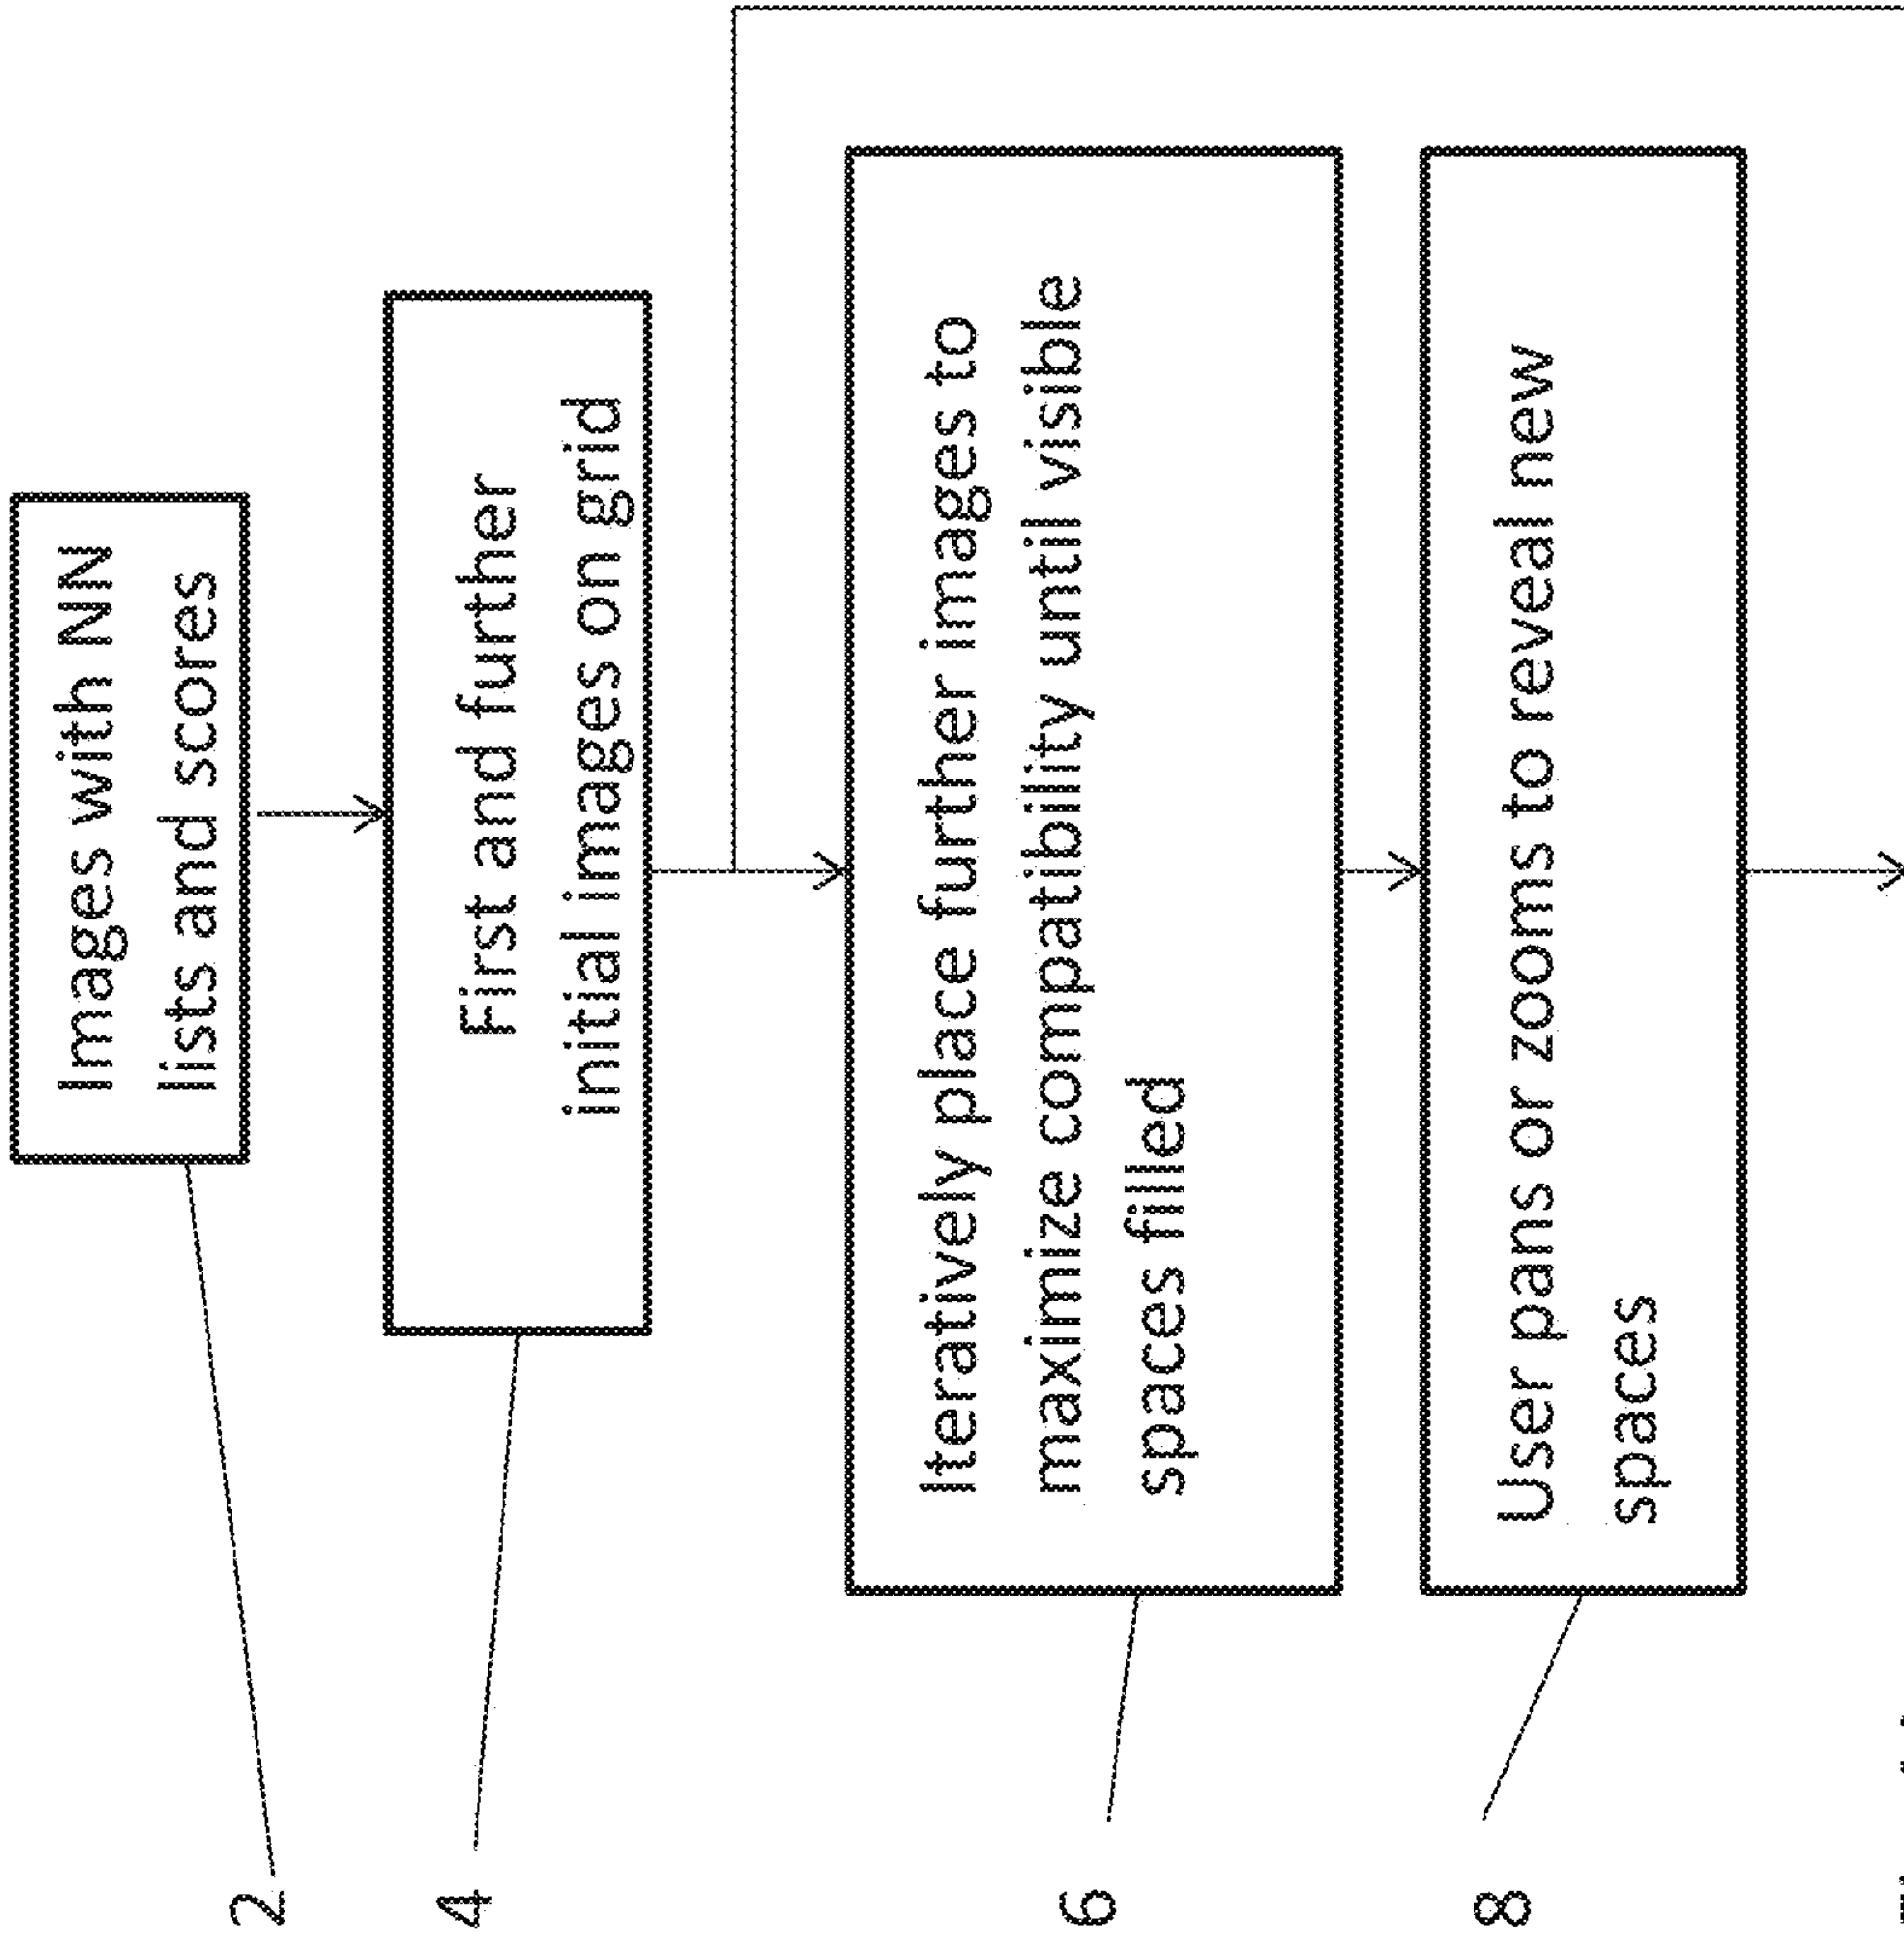 Images with NN
lists and scores
2
First and further
initial images on grid
4
Iteratively place further images to
maximize compatibility until visible
spaces filled
6
User pans or zooms to reveal new
spaces
8